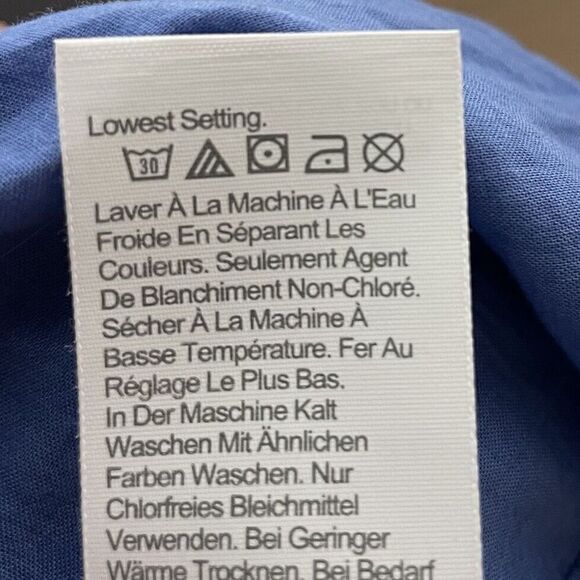 Lowest Setting.
30
Laver À La Machine À L'Eau
Froide En Séparant Les
Couleurs. Seulement Agent
De Blanchiment Non-Chloré.
Sécher À La Machine À
Basse Température. Fer Au
Réglage Le Plus Bas.
In Der Maschine Kalt
Waschen Mit Ähnlichen
Farben Waschen. Nur
Chlorfreies Bleichmittel
Verwenden. Bei Geringer
Wärme Trocknen. Bei Bedarf